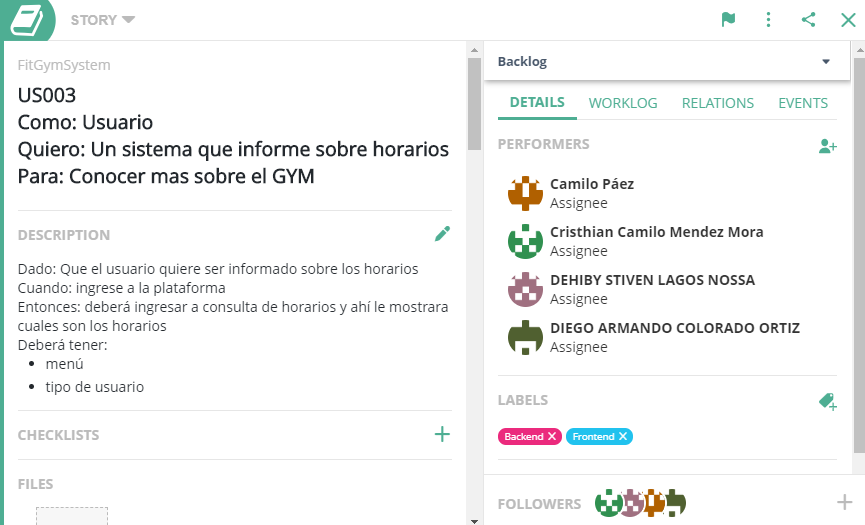 STORY
FitGymSystem
US003
Como: Usuario
Quiero: Un sistema que informe sobre horarios
Para: Conocer mas sobre el GYM
DESCRIPTION
Dado: Que el usuario quiere ser informado sobre los horarios
Cuando: ingrese a la plataforma
Entonces: deberá ingresar a consulta de horarios y ahí le mostrara
cuales son los horarios
Deberá tener:
menú
tipo de usuario
CHECKLISTS
FILES
Backlog
DETAILS WORKLOG RELATIONS EVENTS
PERFORMERS
Camilo Páez
Assignee
Cristhian Camilo Mendez Mora
Assignee
DEHIBY STIVEN LAGOS NOSSA
Assignee
DIEGO ARMANDO COLORADO ORTIZ
Assignee
LABELS
Backend X Frontend X
FOLLOWERS